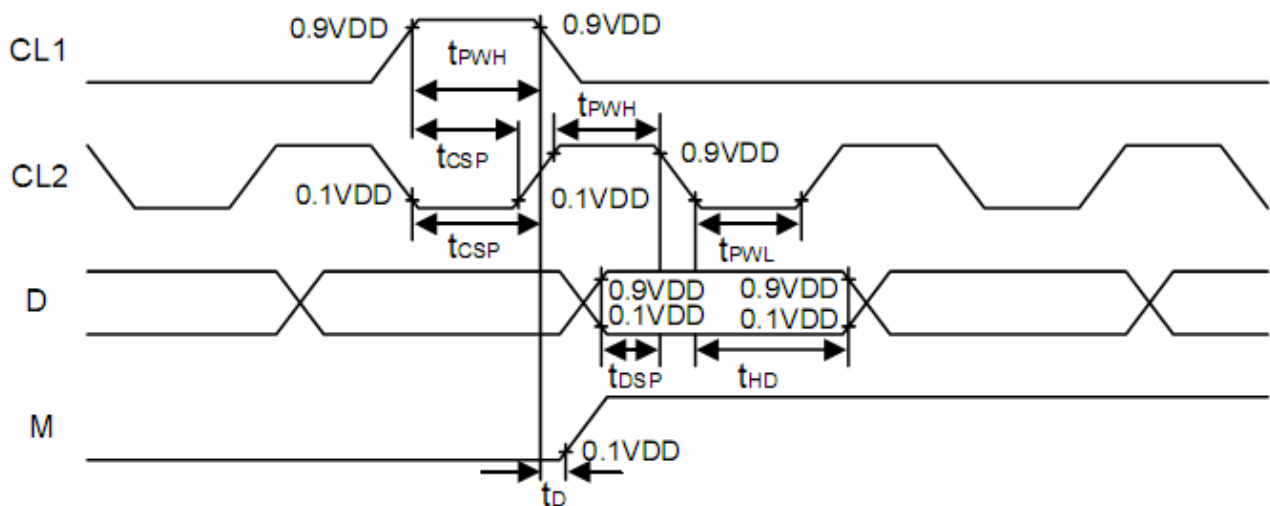 CL1
0.9VDD
0.9VDD
tPWH
tPWH
tCSP
CL2
0.9VDD
0.1VDD
0.1VDD
tCSP
tPWL
D
0.9VDD
0.9VDD
0.1VDD
0.1VDD
tDSP
tHD
M
0.1VDD
tD